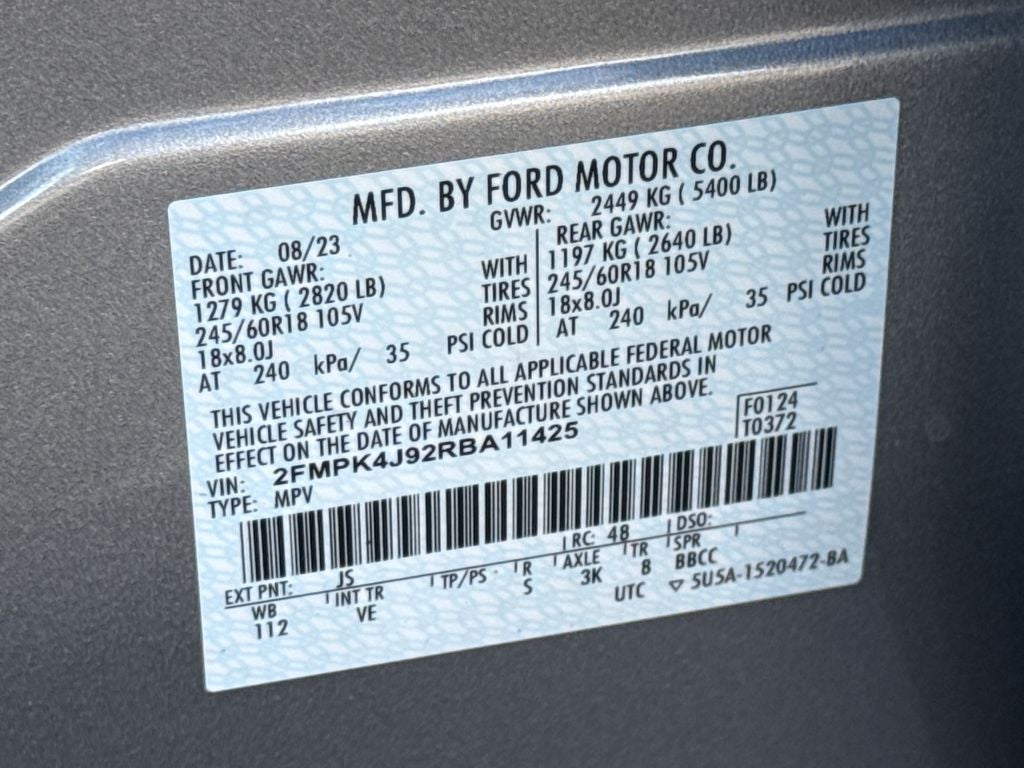 MFD. BY FORD MOTOR CO.
DATE: 08/23 GVWR: 2449 KG ( 5400 LB)
FRONT GAWR: REAR GAWR:
1279 KG ( 2820 LB) WITH 1197 KG ( 2640 LB) WITH
245/60R18 105V TIRES 245/60R18 105V TIRES
18x8.0J RIMS 18x8.0J RIMS
AT 240 kPa/ 35 PSI COLD AT 240 kPa/ 35 PSI COLD
THIS VEHICLE CONFORMS TO ALL APPLICABLE FEDERAL MOTOR
VEHICLE SAFETY AND THEFT PREVENTION STANDARDS IN
EFFECT ON THE DATE OF MANUFACTURE SHOWN ABOVE.
VIN: 2FMPK4J92RBA11425 F0124
TYPE: MPV T0372
EXT PNT: JS RC: 48 DSO:
WB INT TR TP/PS R AXLE TR SPR
112 VE S 3K 8 BBCC
UTC ▽ 5U5A-1520472-BA